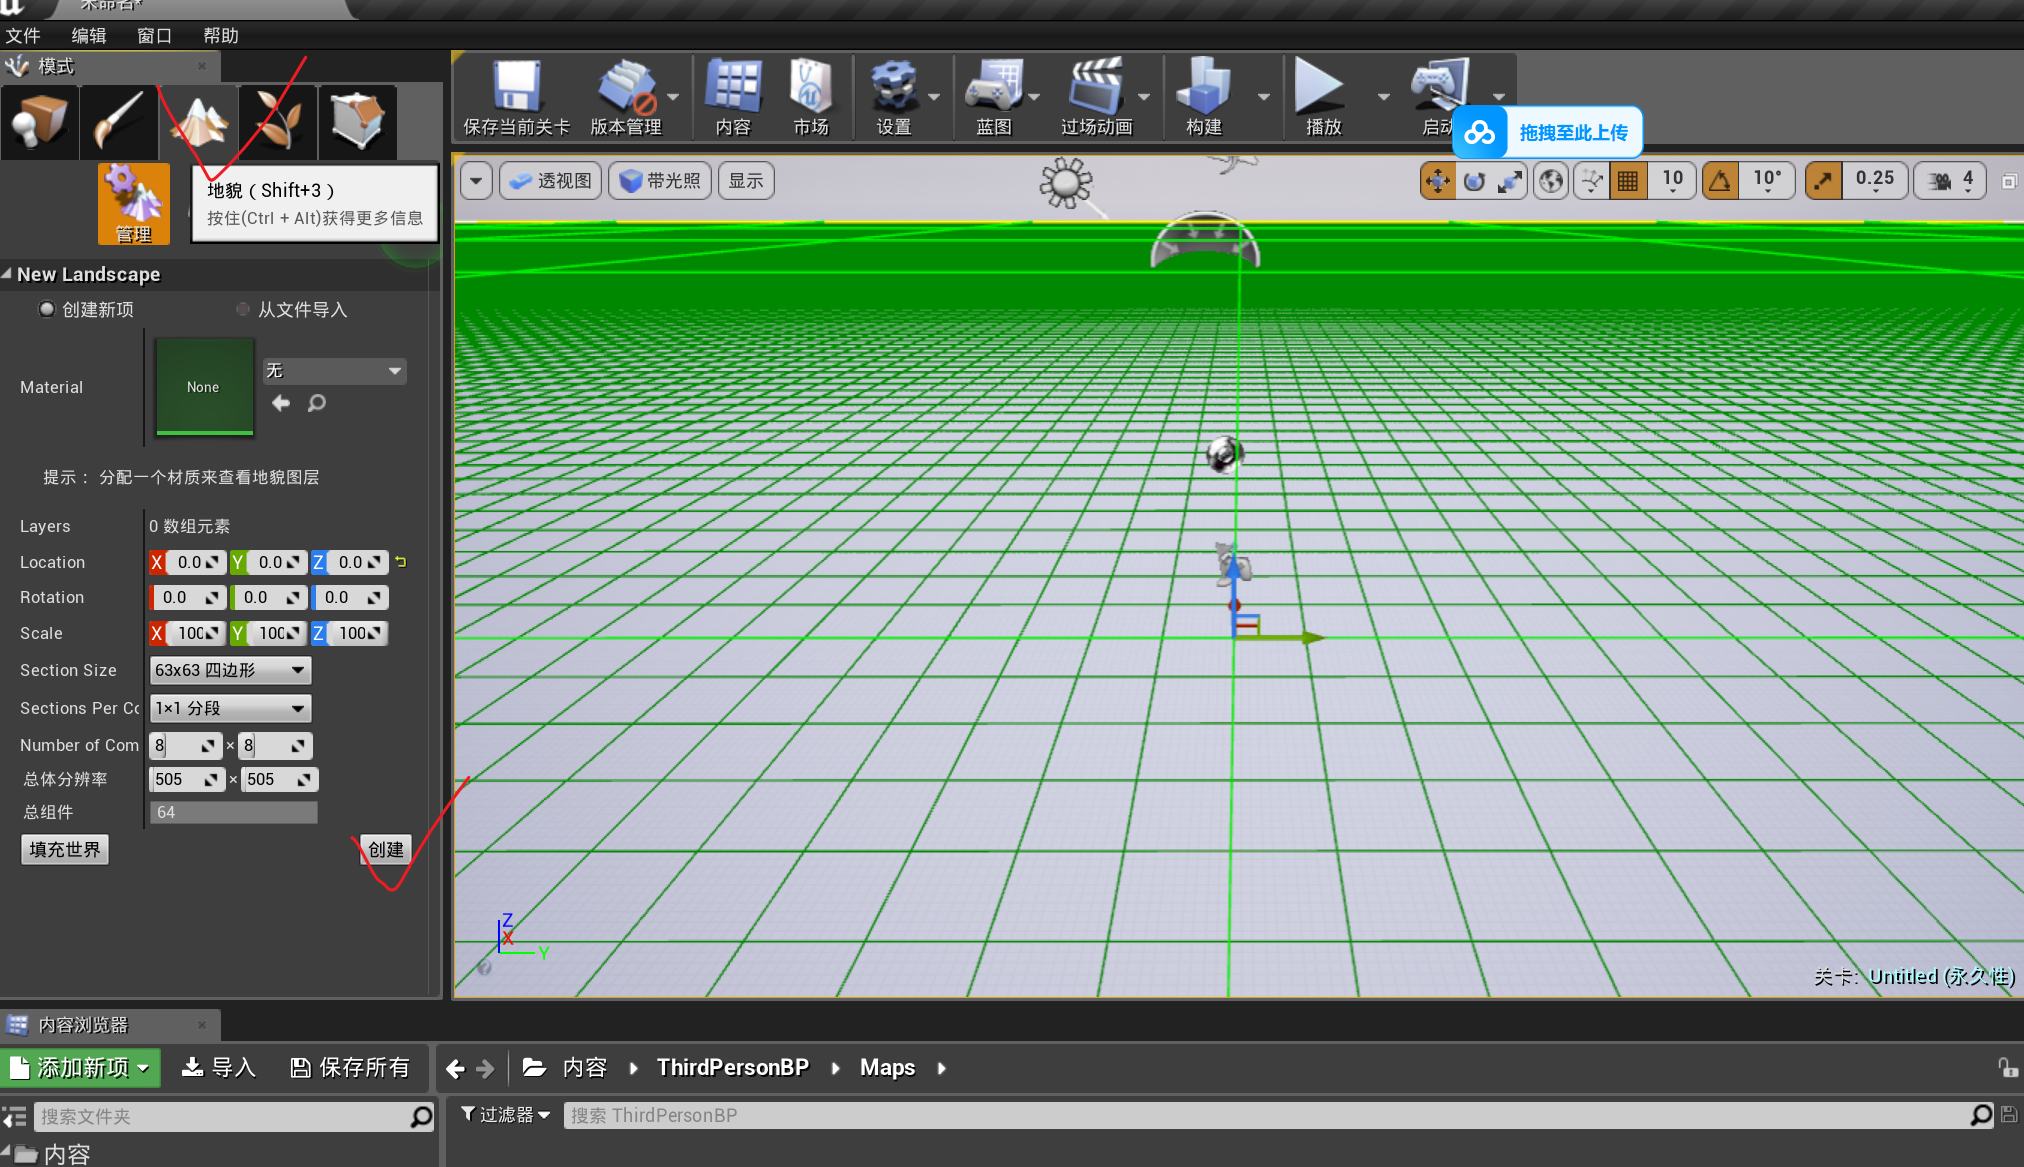 未命名*
文件 编辑 窗口 帮助
模式
保存当前关卡 版本管理 内容 市场 设置 蓝图 过场动画 构建 播放 启动
拖拽至此上传
管理
地貌（Shift+3）
按住(Ctrl + Alt)获得更多信息
透视图 带光照 显示
10 10° 0.25 4
New Landscape
创建新项 从文件导入
Material
None
无
提示： 分配一个材质来查看地貌图层
Layers 0 数组元素
Location X 0.0 Y 0.0 Z 0.0
Rotation 0.0 0.0 0.0
Scale X 100 Y 100 Z 100
Section Size 63x63 四边形
Sections Per Co 1×1 分段
Number of Com 8 × 8
总体分辨率 505 × 505
总组件 64
填充世界 创建
Z
X
Y
关卡: Untitled (永久性)
内容浏览器
添加新项 导入 保存所有
内容 ThirdPersonBP Maps
搜索文件夹
过滤器 搜索 ThirdPersonBP
内容